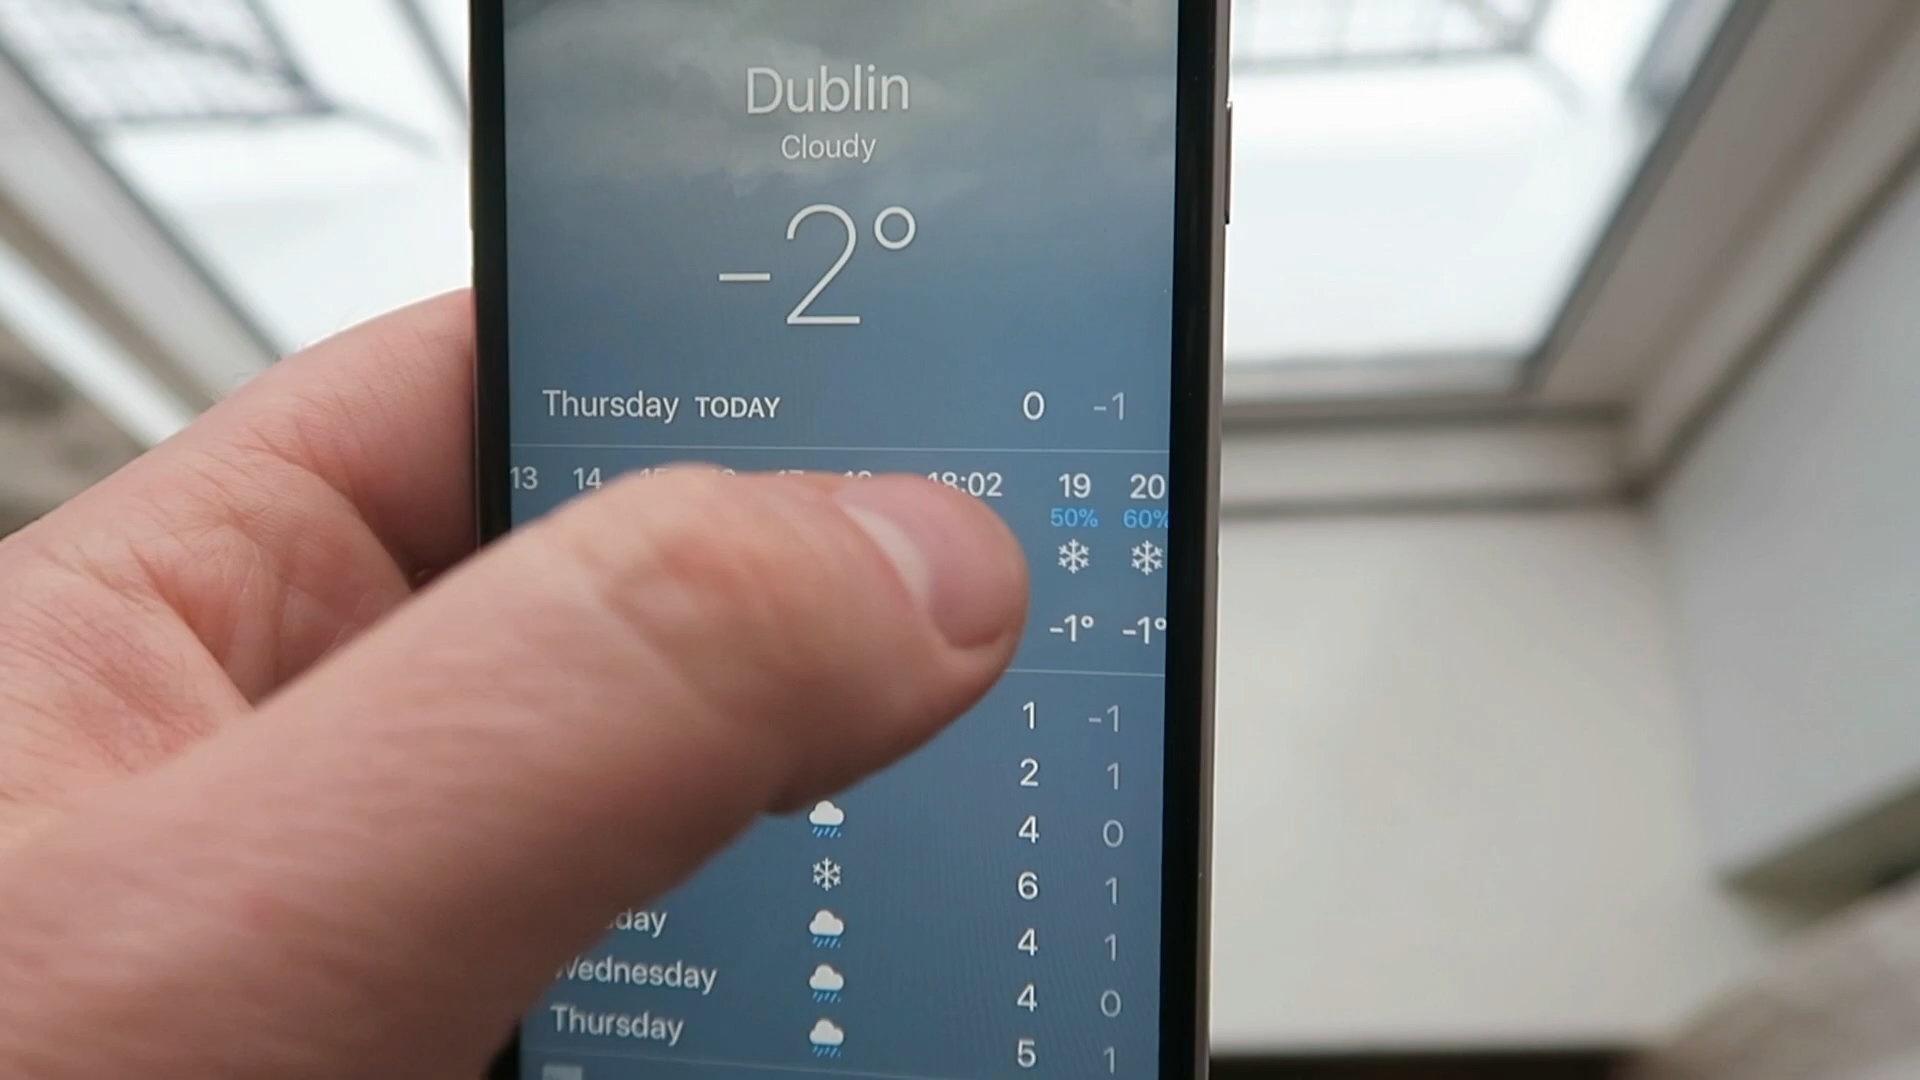 Dublin
Cloudy
-2°
Thursday TODAY 0 -1
13 14 18:02 19 20
50% 60%
-1° -1°
1 -1
2 1
4 0
6 1
4 1
Wednesday 4 0
Thursday 5 1